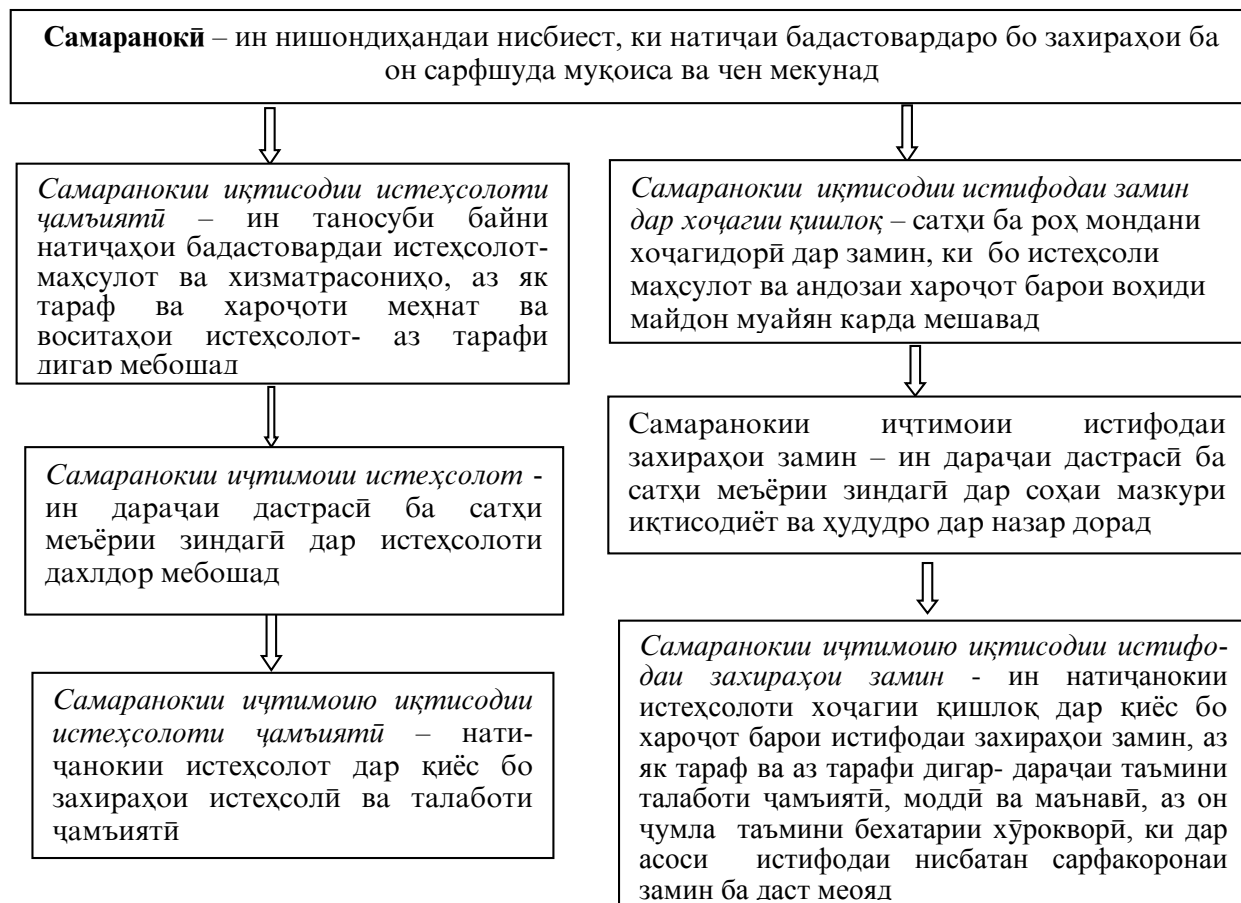 Самаранокӣ – ин нишондиҳандаи нисбиест, ки натиҷаи бадастовардаро бо захираҳои ба
он сарфшуда муқоиса ва чен мекунад
Самаранокии иқтисодии истеҳсолоти
ҷамъиятӣ – ин таносуби байни
натиҷаҳои бадастовардаи истеҳсолот-
маҳсулот ва хизматрасониҳо, аз як
тараф ва хароҷоти меҳнат ва
воситаҳои истеҳсолот- аз тарафи
дигар мебошад
Самаранокии иҷтимоии истеҳсолот -
ин дараҷаи дастрасӣ ба сатҳи
меъёрии зиндагӣ дар истеҳсолоти
дахлдор мебошад
Самаранокии иҷтимоию иқтисодии
истеҳсолоти ҷамъиятӣ – нати-
ҷанокии истеҳсолот дар қиёс бо
захираҳои истеҳсолӣ ва талаботи
ҷамъиятӣ
Самаранокии иқтисодии истифодаи замин
дар хоҷагии қишлоқ – сатҳи ба роҳ мондани
хоҷагидорӣ дар замин, ки бо истеҳсоли
маҳсулот ва андозаи хароҷот барои воҳиди
майдон муайян карда мешавад
Самаранокии иҷтимоии истифодаи
захираҳои замин – ин дараҷаи дастрасӣ ба
сатҳи меъёрии зиндагӣ дар соҳаи мазкури
иқтисодиёт ва ҳудудро дар назар дорад
Самаранокии иҷтимоию иқтисодии истифо-
даи захираҳои замин - ин натиҷанокии
истеҳсолоти хоҷагии қишлоқ дар қиёс бо
хароҷот барои истифодаи захираҳои замин, аз
як тараф ва аз тарафи дигар- дараҷаи таъмини
талаботи ҷамъиятӣ, моддӣ ва маънавӣ, аз он
ҷумла таъмини бехатарии хӯрокворӣ, ки дар
асоси истифодаи нисбатан сарфакоронаи
замин ба даст меояд